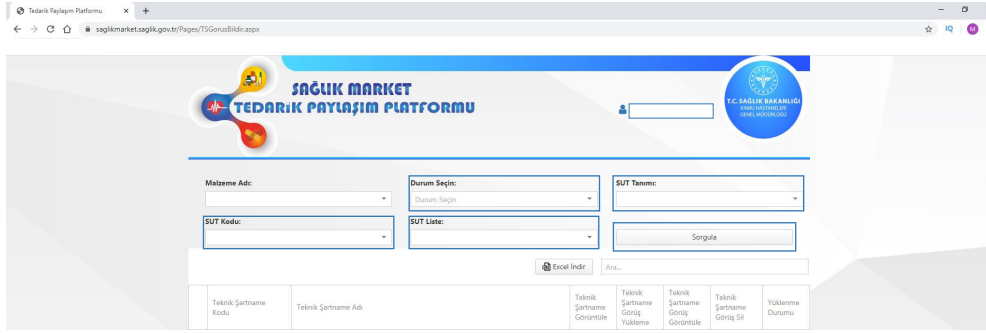 Tedarik Paylaşım Platformu
saglikmarket.saglik.gov.tr/Pages/TSGorusBildir.aspx
IQ
M
SAĞLIK MARKET
TEDARİK PAYLAŞIM PLATFORMU
T.C. SAĞLIK BAKANLIĞI
KAMU HASTANELERİ
GENEL MÜDÜRLÜĞÜ
Malzeme Adı:
Durum Seçin:
SUT Tanımı:
Durum Seçin
SUT Kodu:
SUT Liste:
Sorgula
Excel İndir
Ara...
Teknik Şartname
Kodu
Teknik Şartname Adı
Teknik
Şartname
Görüntüle
Teknik
Şartname
Görüş
Yükleme
Teknik
Şartname
Görüş
Görüntüle
Teknik
Şartname
Görüş Sil
Yüklenme
Durumu